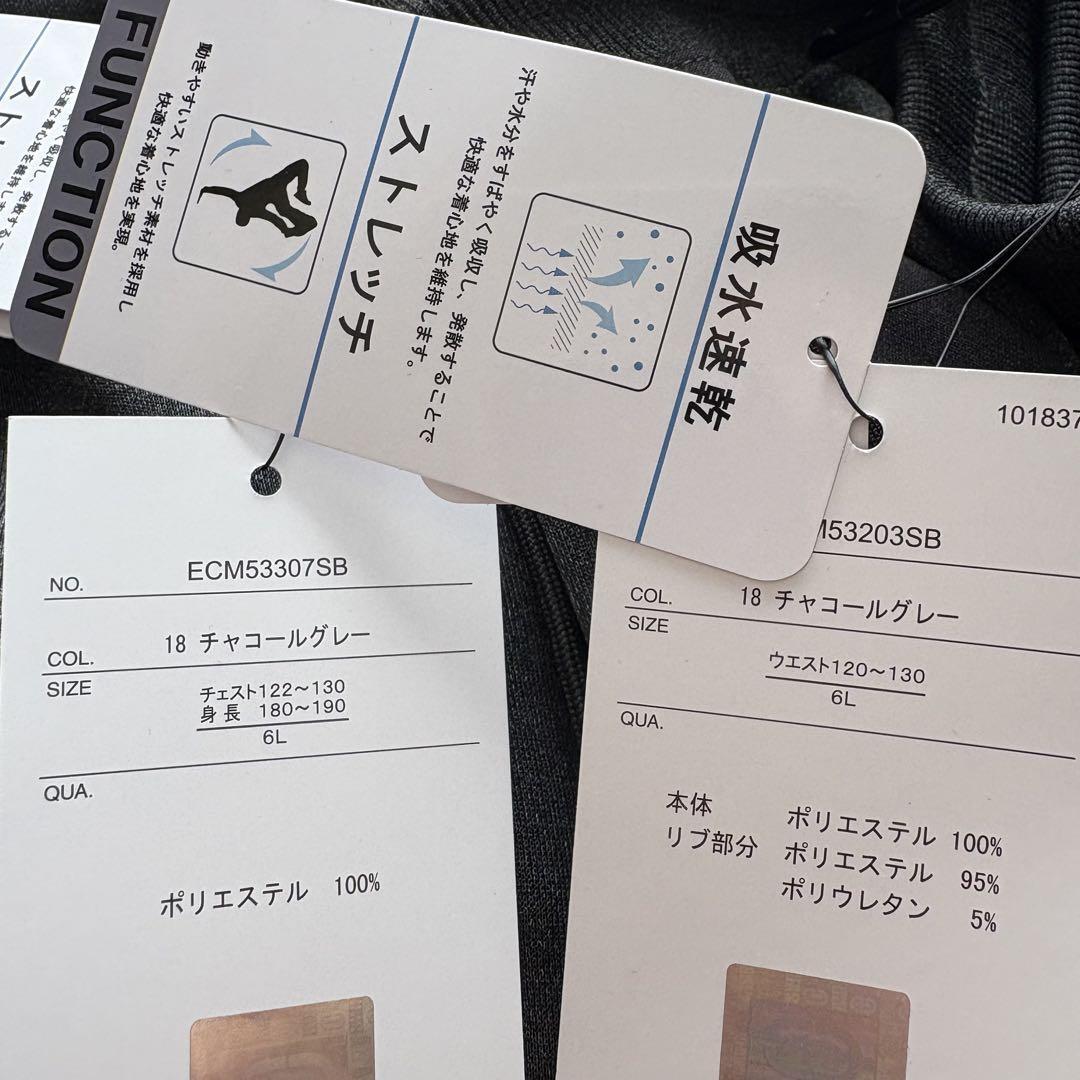 FUNCTION
ストレッチ
動きやすいストレッチ素材を採用し
快適な着心地を実現。
吸水速乾
汗や水分をすばやく吸収し、発散することで
快適な着心地を維持します。
NO. ECM53307SB
COL. 18 チャコールグレー
SIZE チェスト122～130
身長 180～190
6L
QUA.
ポリエステル 100%
101837
M53203SB
COL. 18 チャコールグレー
SIZE ウエスト120～130
6L
QUA.
本体 ポリエステル 100%
リブ部分 ポリエステル 95%
ポリウレタン 5%